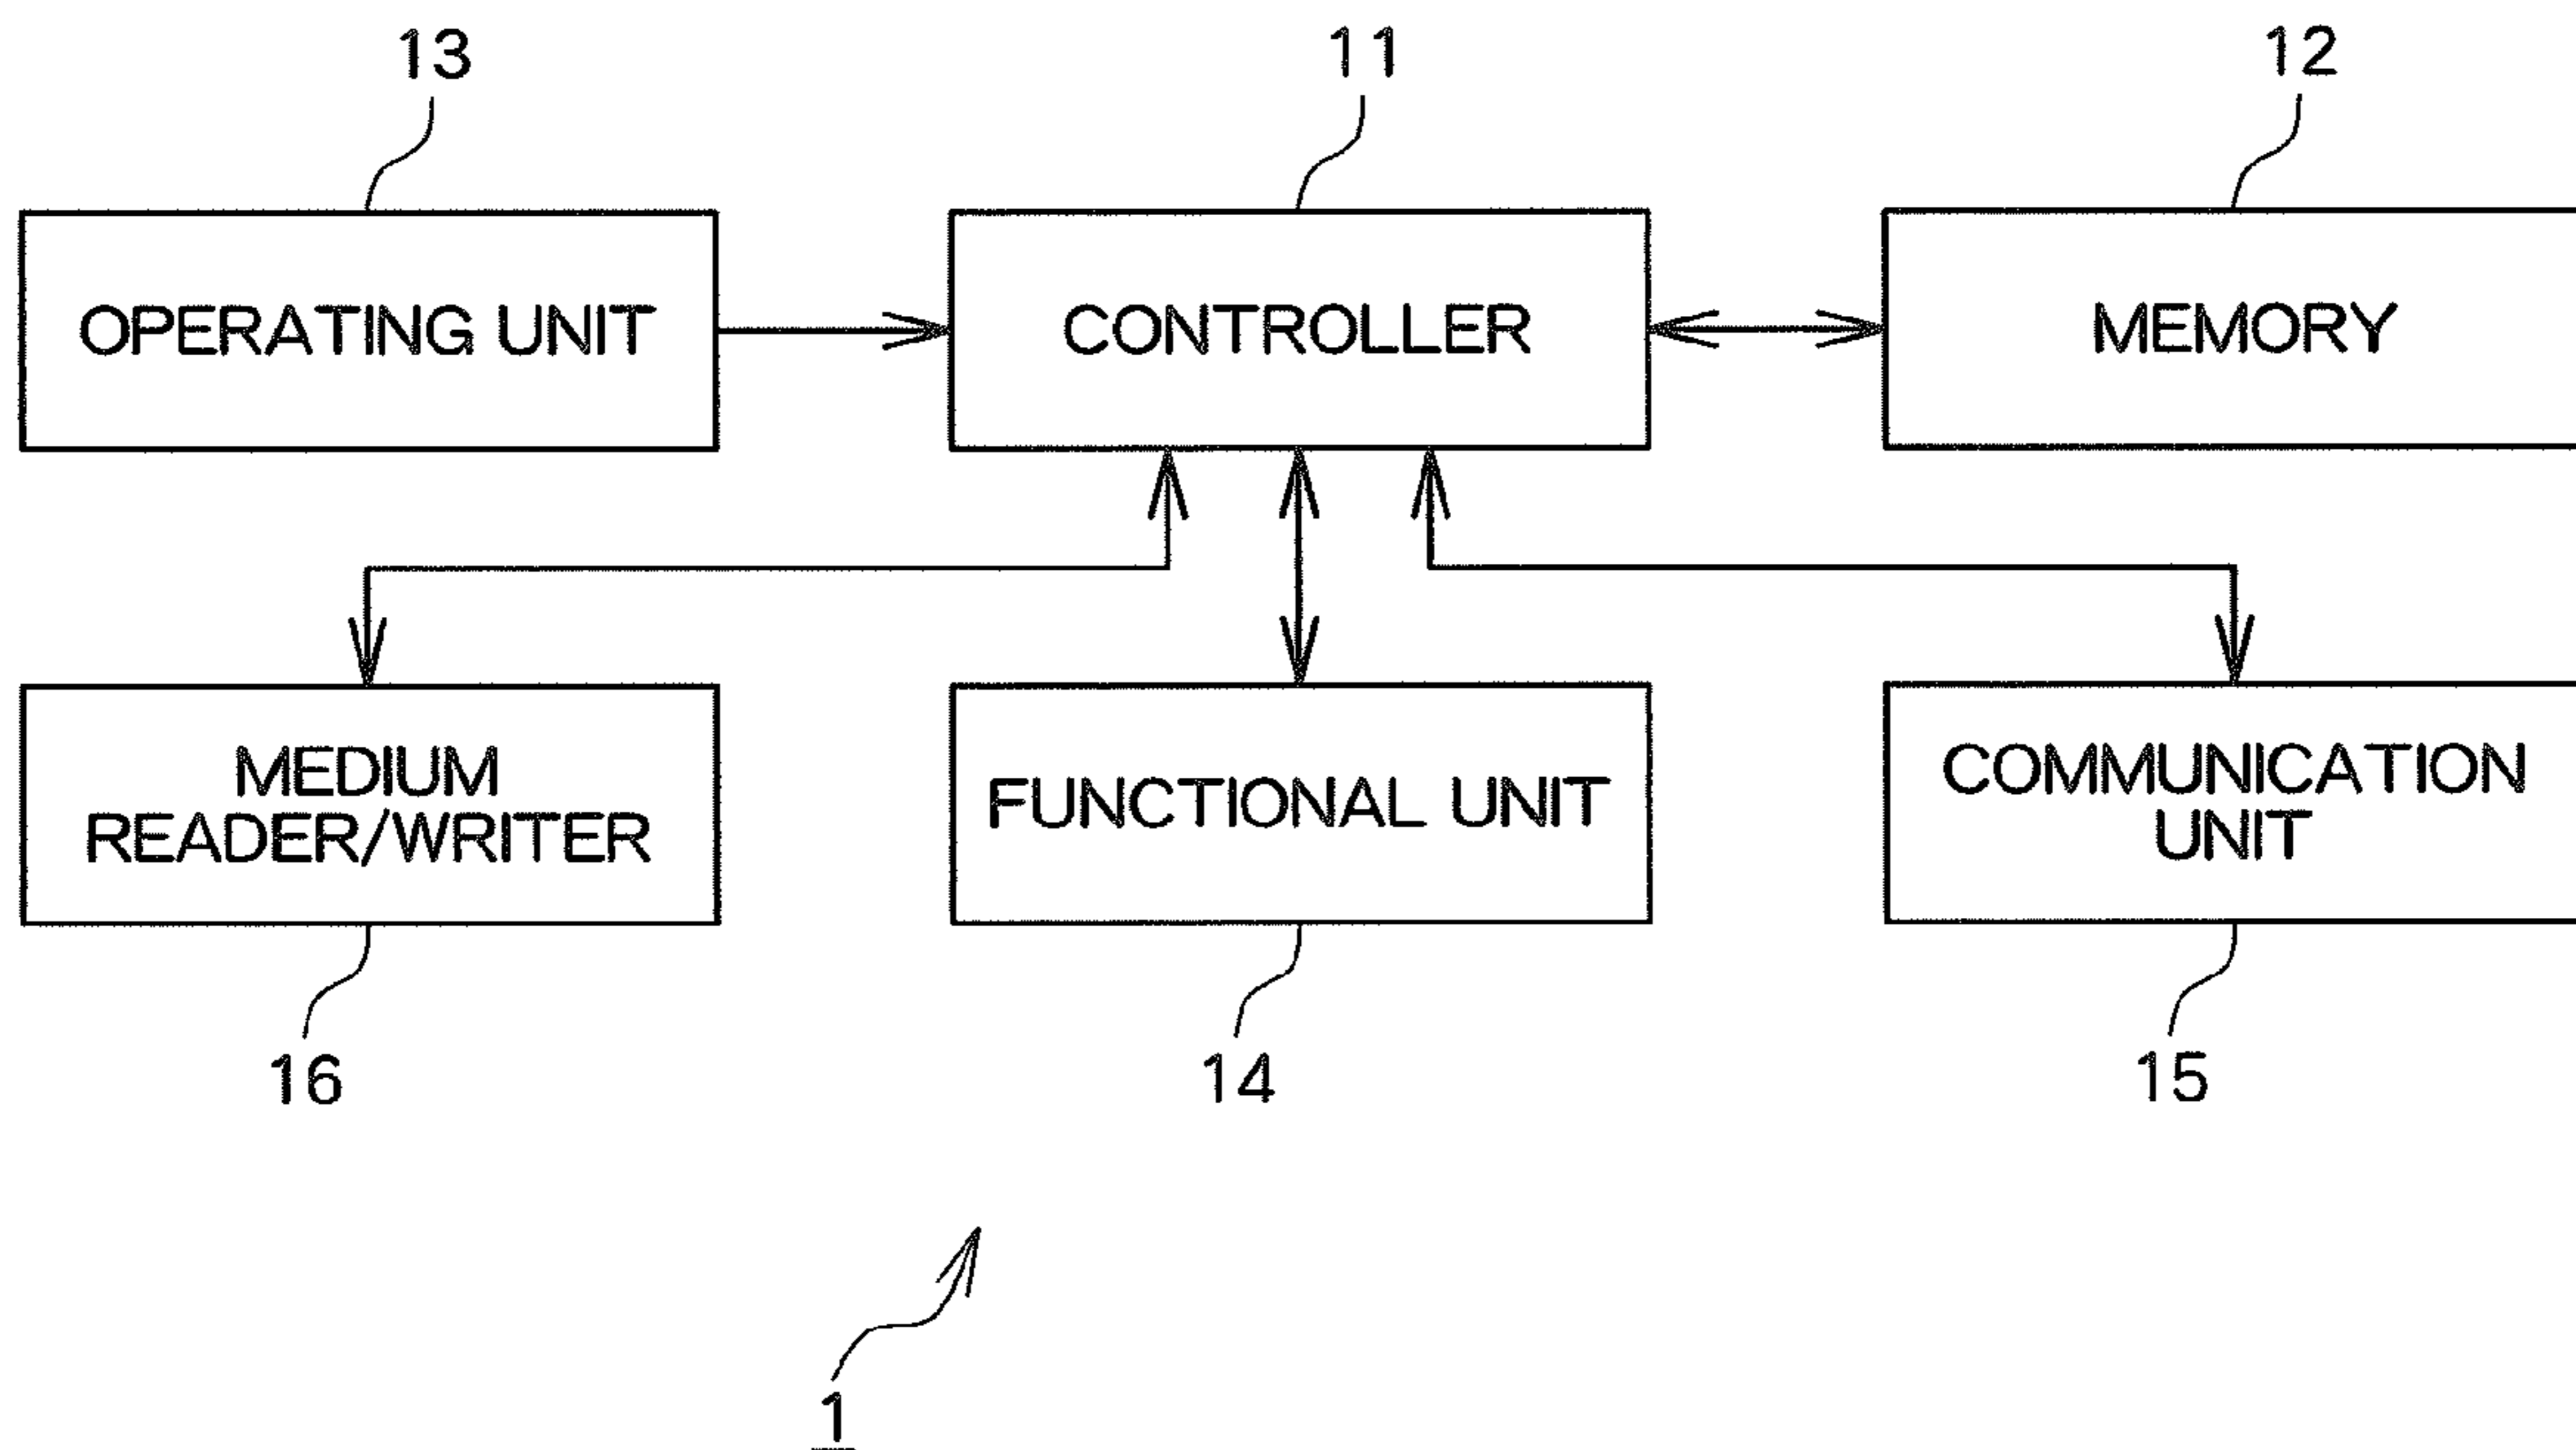 13
11
12
OPERATING UNIT
CONTROLLER
MEMORY
MEDIUM
READER/WRITER
FUNCTIONAL UNIT
COMMUNICATION
UNIT
16
14
15
1